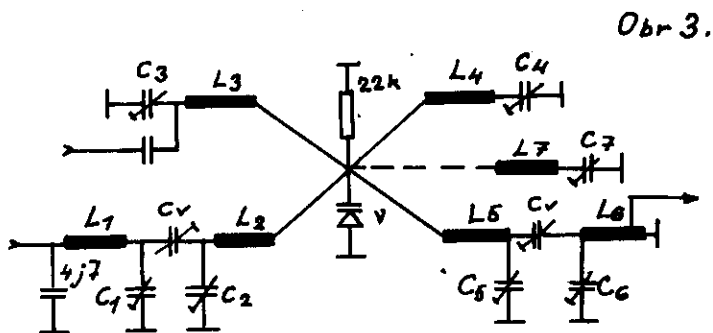 Obr 3.
C3 L3 22k L4 C4
L7 C7
L1 Cv L2 V L5 Cv L6
4j7 C1 C2 C5 C6